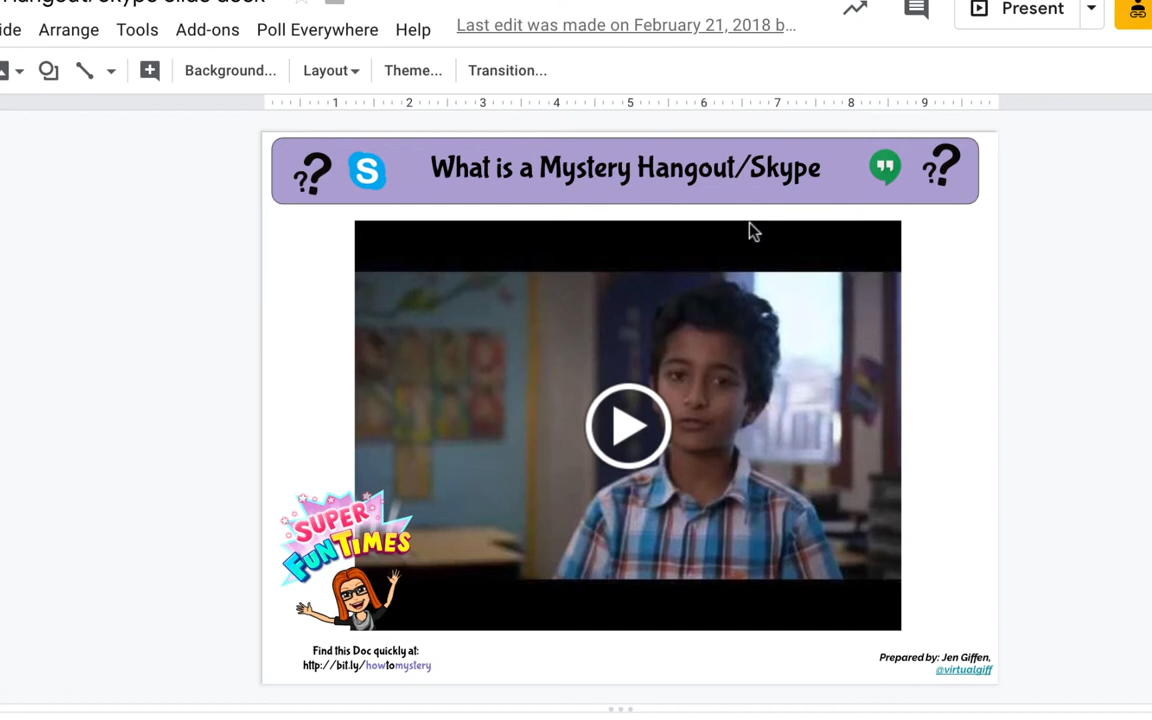 Hangout/Skype slide deck
ide Arrange Tools Add-ons Poll Everywhere Help Last edit was made on February 21, 2018 b…
Present
Background... Layout Theme... Transition...
1 2 3 4 5 6 7 8 9
?? S What is a Mystery Hangout/Skype ??
SUPER
FUNTIMES
Find this Doc quickly at:
http://bit.ly/howtomystery
Prepared by: Jen Giffen,
@virtualgiff